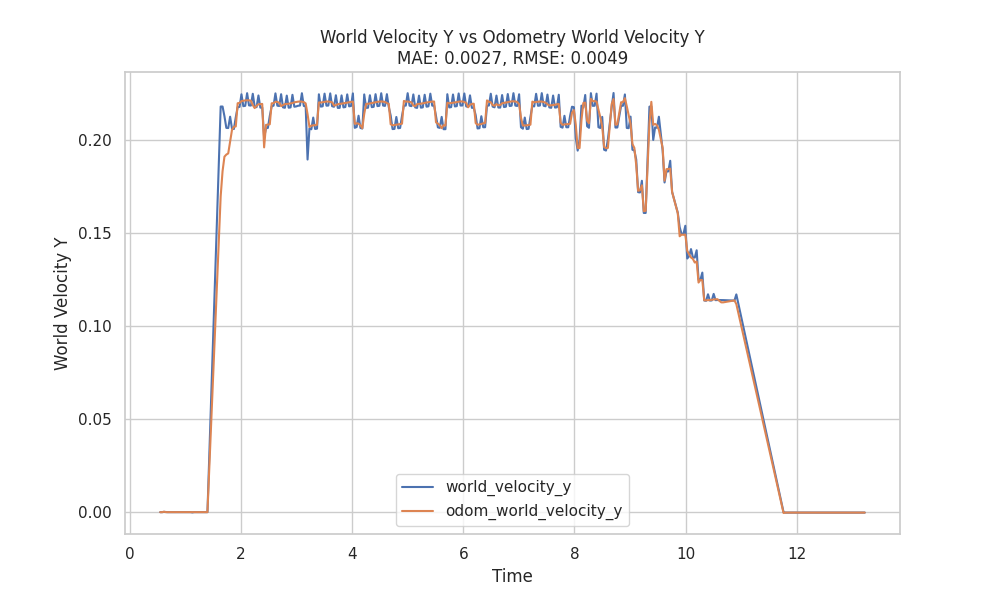 World Velocity Y vs Odometry World Velocity Y
MAE: 0.0027, RMSE: 0.0049
World Velocity Y
0.20
0.15
0.10
0.05
0.00
world_velocity_y
odom_world_velocity_y
0 2 4 6 8 10 12
Time